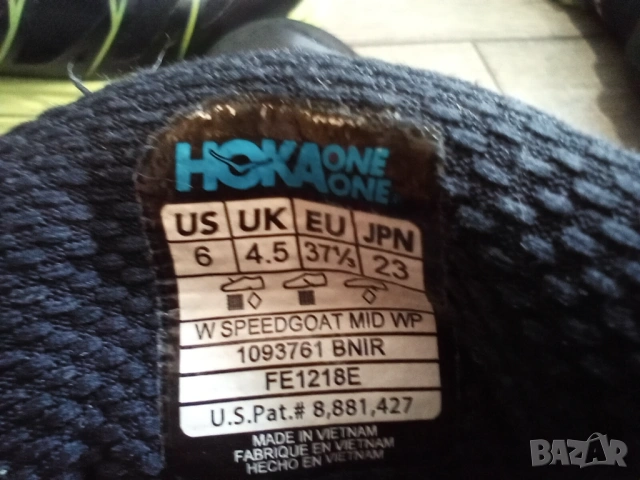 HOKA ONE ONE
US UK EU JPN
6 4.5 37⅓ 23
W SPEEDGOAT MID WP
1093761 BNIR
FE1218E
U.S.Pat.# 8,881,427
MADE IN VIETNAM
FABRIQUE EN VIETNAM
HECHO EN VIETNAM
BAZAR